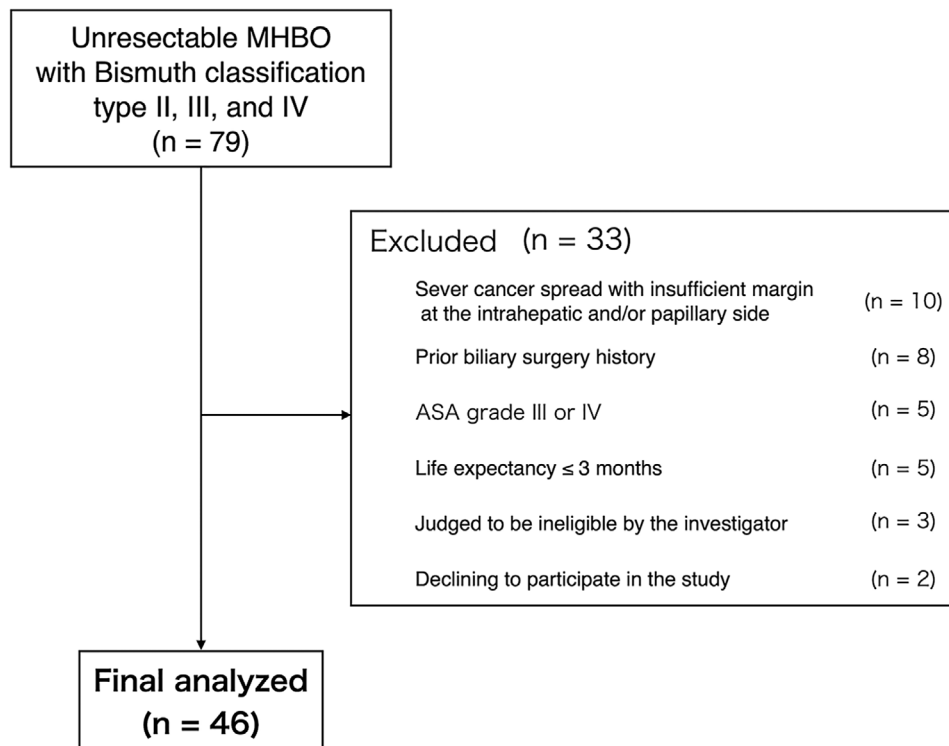 Unresectable MHBO
with Bismuth classification
type II, III, and IV
(n = 79)
Excluded (n = 33)
Sever cancer spread with insufficient margin
at the intrahepatic and/or papillary side (n = 10)
Prior biliary surgery history (n = 8)
ASA grade III or IV (n = 5)
Life expectancy ≤ 3 months (n = 5)
Judged to be ineligible by the investigator (n = 3)
Declining to participate in the study (n = 2)
Final analyzed
(n = 46)